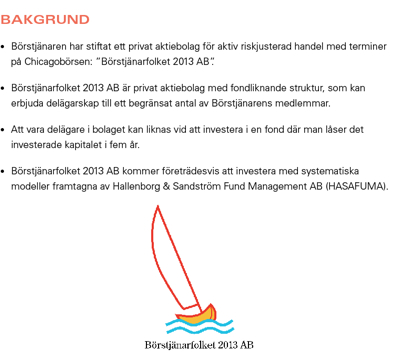 BAKGRUND
• Börstjänaren har stiftat ett privat aktiebolag för aktiv riskjusterad handel med terminer
på Chicagobörsen: ”Börstjänarfolket 2013 AB”.
• Börstjänarfolket 2013 AB är privat aktiebolag med fondliknande struktur, som kan
erbjuda delägarskap till ett begränsat antal av Börstjänarens medlemmar.
• Att vara delägare i bolaget kan liknas vid att investera i en fond där man låser det
investerade kapitalet i fem år.
• Börstjänarfolket 2013 AB kommer företrädesvis att investera med systematiska
modeller framtagna av Hallenborg & Sandström Fund Management AB (HASAFUMA).
Börstjänarfolket 2013 AB